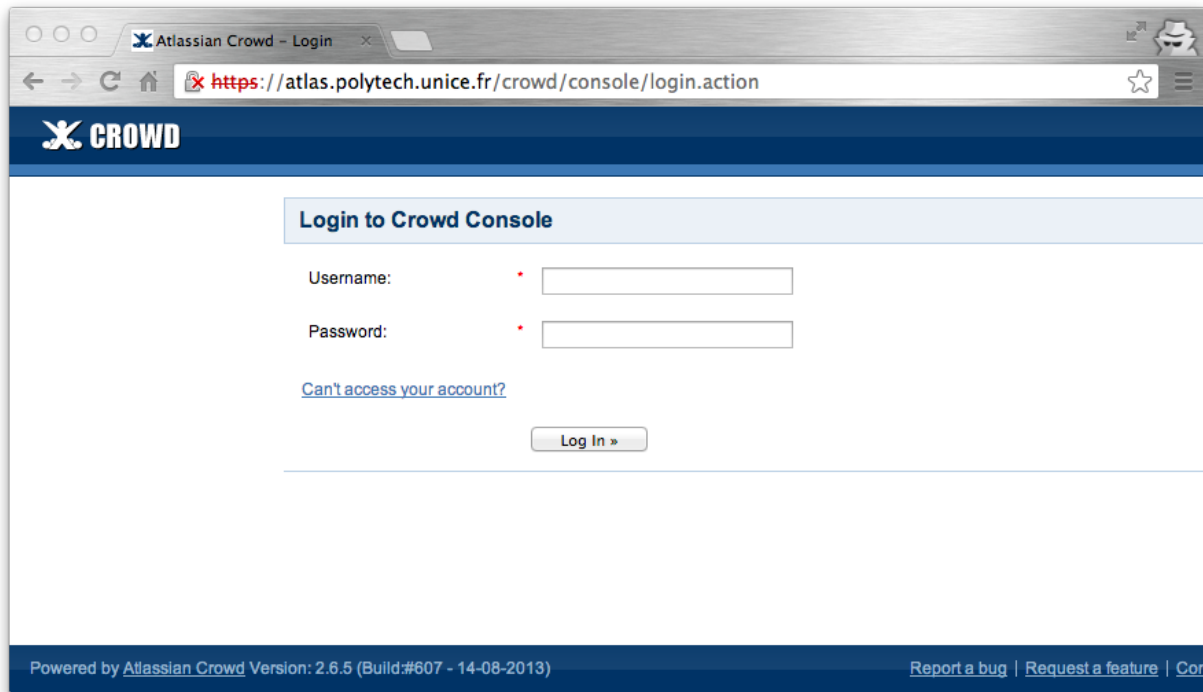 Atlassian Crowd – Login
https://atlas.polytech.unice.fr/crowd/console/login.action
CROWD
Login to Crowd Console
Username: *
Password: *
Can't access your account?
Log In »
Powered by Atlassian Crowd Version: 2.6.5 (Build:#607 - 14-08-2013) Report a bug | Request a feature |